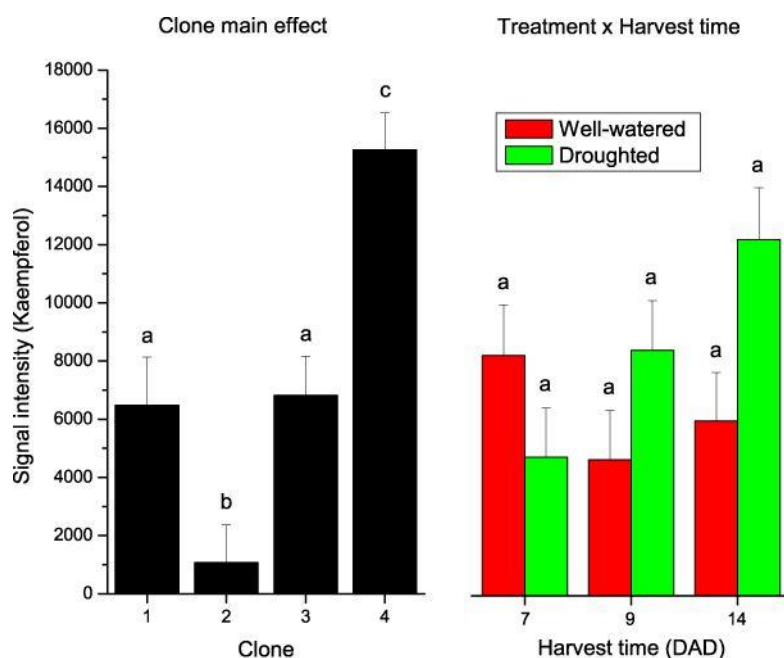 Clone main effect
Treatment x Harvest time
Signal intensity (Kaempferol)
18000
16000
14000
12000
10000
8000
6000
4000
2000
0
a
b
a
c
1 2 3 4
Clone
Well-watered
Droughted
a
a
a
a
a
a
7 9 14
Harvest time (DAD)